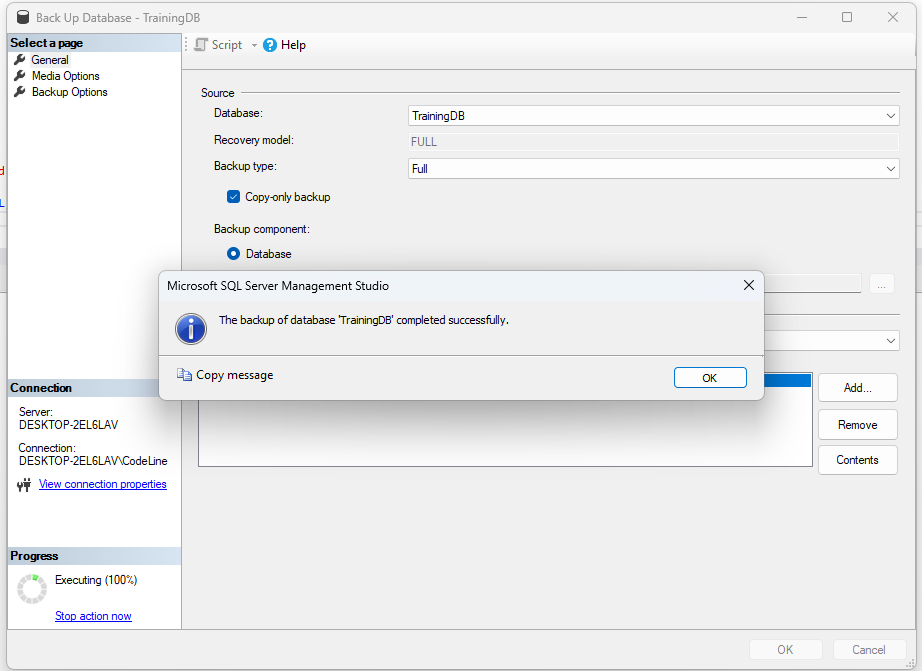 Back Up Database - TrainingDB
Select a page
General
Media Options
Backup Options
Script
Help
Source
Database:
TrainingDB
Recovery model:
FULL
Backup type:
Full
Copy-only backup
Backup component:
Database
...
Microsoft SQL Server Management Studio
The backup of database 'TrainingDB' completed successfully.
Copy message
OK
Add...
Remove
Contents
Connection
Server:
DESKTOP-2EL6LAV
Connection:
DESKTOP-2EL6LAV\CodeLine
View connection properties
Progress
Executing (100%)
Stop action now
OK
Cancel